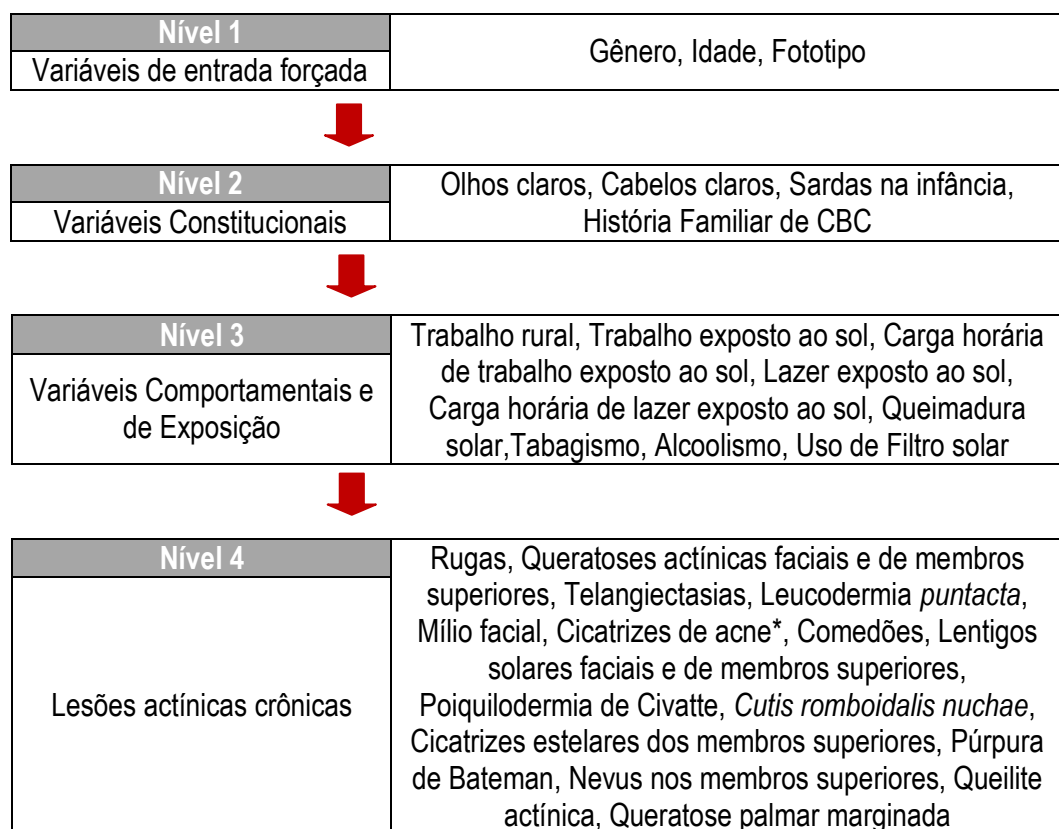 Nível 1
Variáveis de entrada forçada
Gênero, Idade, Fototipo
Nível 2
Variáveis Constitucionais
Olhos claros, Cabelos claros, Sardas na infância,
História Familiar de CBC
Nível 3
Variáveis Comportamentais e
de Exposição
Trabalho rural, Trabalho exposto ao sol, Carga horária
de trabalho exposto ao sol, Lazer exposto ao sol,
Carga horária de lazer exposto ao sol, Queimadura
solar,Tabagismo, Alcoolismo, Uso de Filtro solar
Nível 4
Lesões actínicas crônicas
Rugas, Queratoses actínicas faciais e de membros
superiores, Telangiectasias, Leucodermia puntacta,
Mílio facial, Cicatrizes de acne*, Comedões, Lentigos
solares faciais e de membros superiores,
Poiquilodermia de Civatte, Cutis romboidalis nuchae,
Cicatrizes estelares dos membros superiores, Púrpura
de Bateman, Nevus nos membros superiores, Queilite
actínica, Queratose palmar marginada